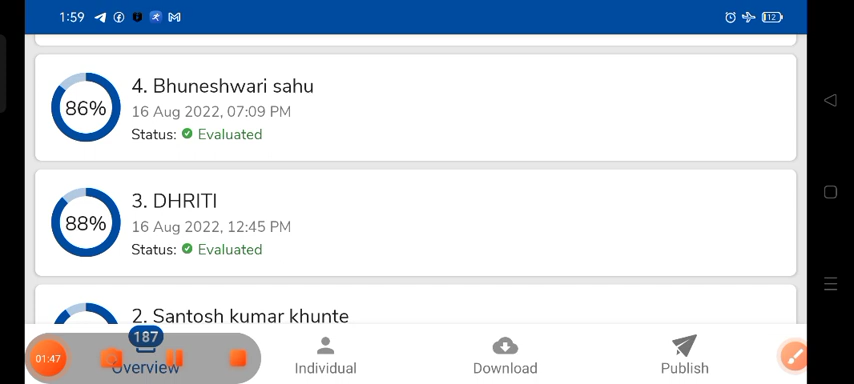 1:59
12
4. Bhuneshwari sahu
86%
16 Aug 2022, 07:09 PM
Status: Evaluated
3. DHRITI
88%
16 Aug 2022, 12:45 PM
Status: Evaluated
2. Santosh kumar khunte
187
01:47
Overview
Individual
Download
Publish